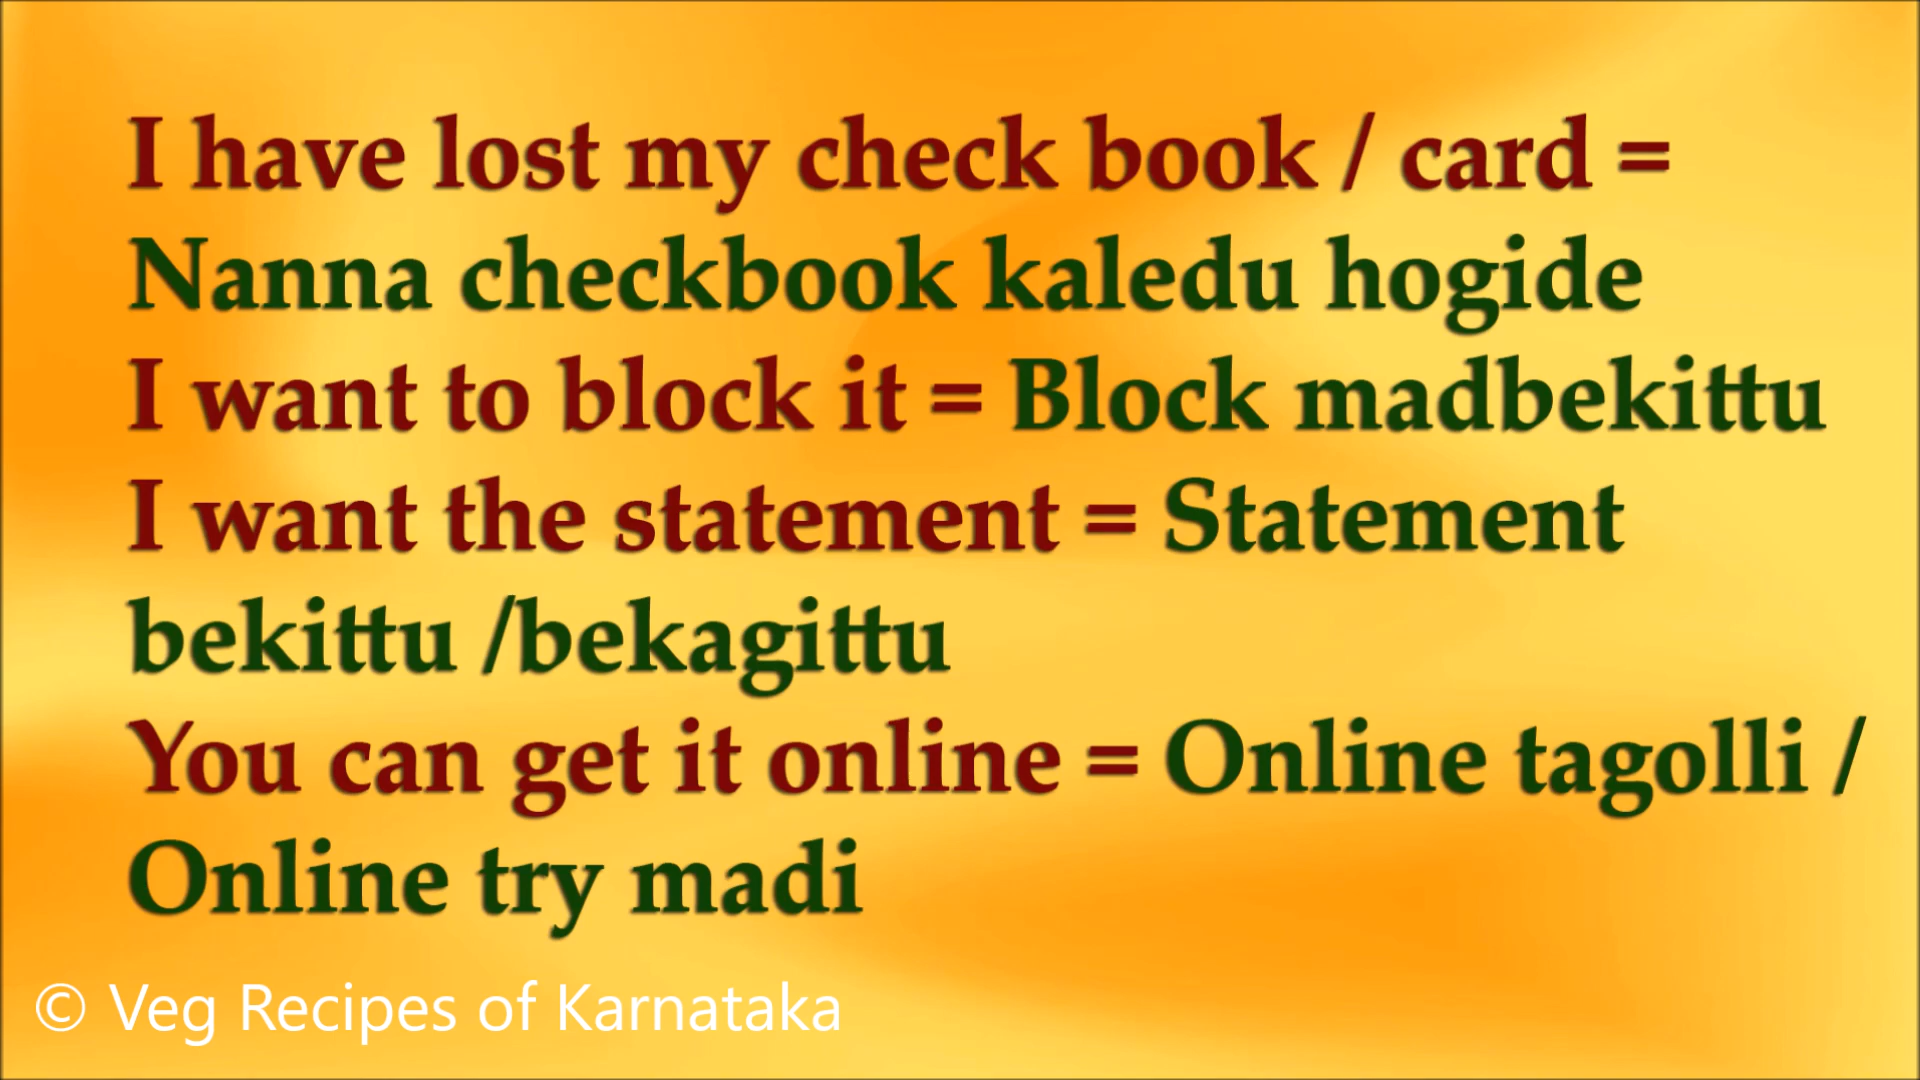 I have lost my check book / card =
Nanna checkbook kaledu hogide
I want to block it = Block madbekittu
I want the statement = Statement
bekittu /bekagittu
You can get it online = Online tagolli /
Online try madi
© Veg Recipes of Karnataka